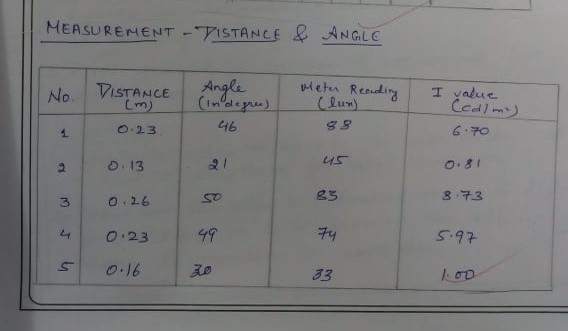 MEASUREMENT - DISTANCE & ANGLE
No. DISTANCE (m) Angle (in degree) Meter Reading (lux) I value (cd/m²)
1 0.23 46 88 6.70
2 0.13 21 45 0.81
3 0.26 50 83 8.73
4 0.23 49 74 5.97
5 0.16 30 33 1.00